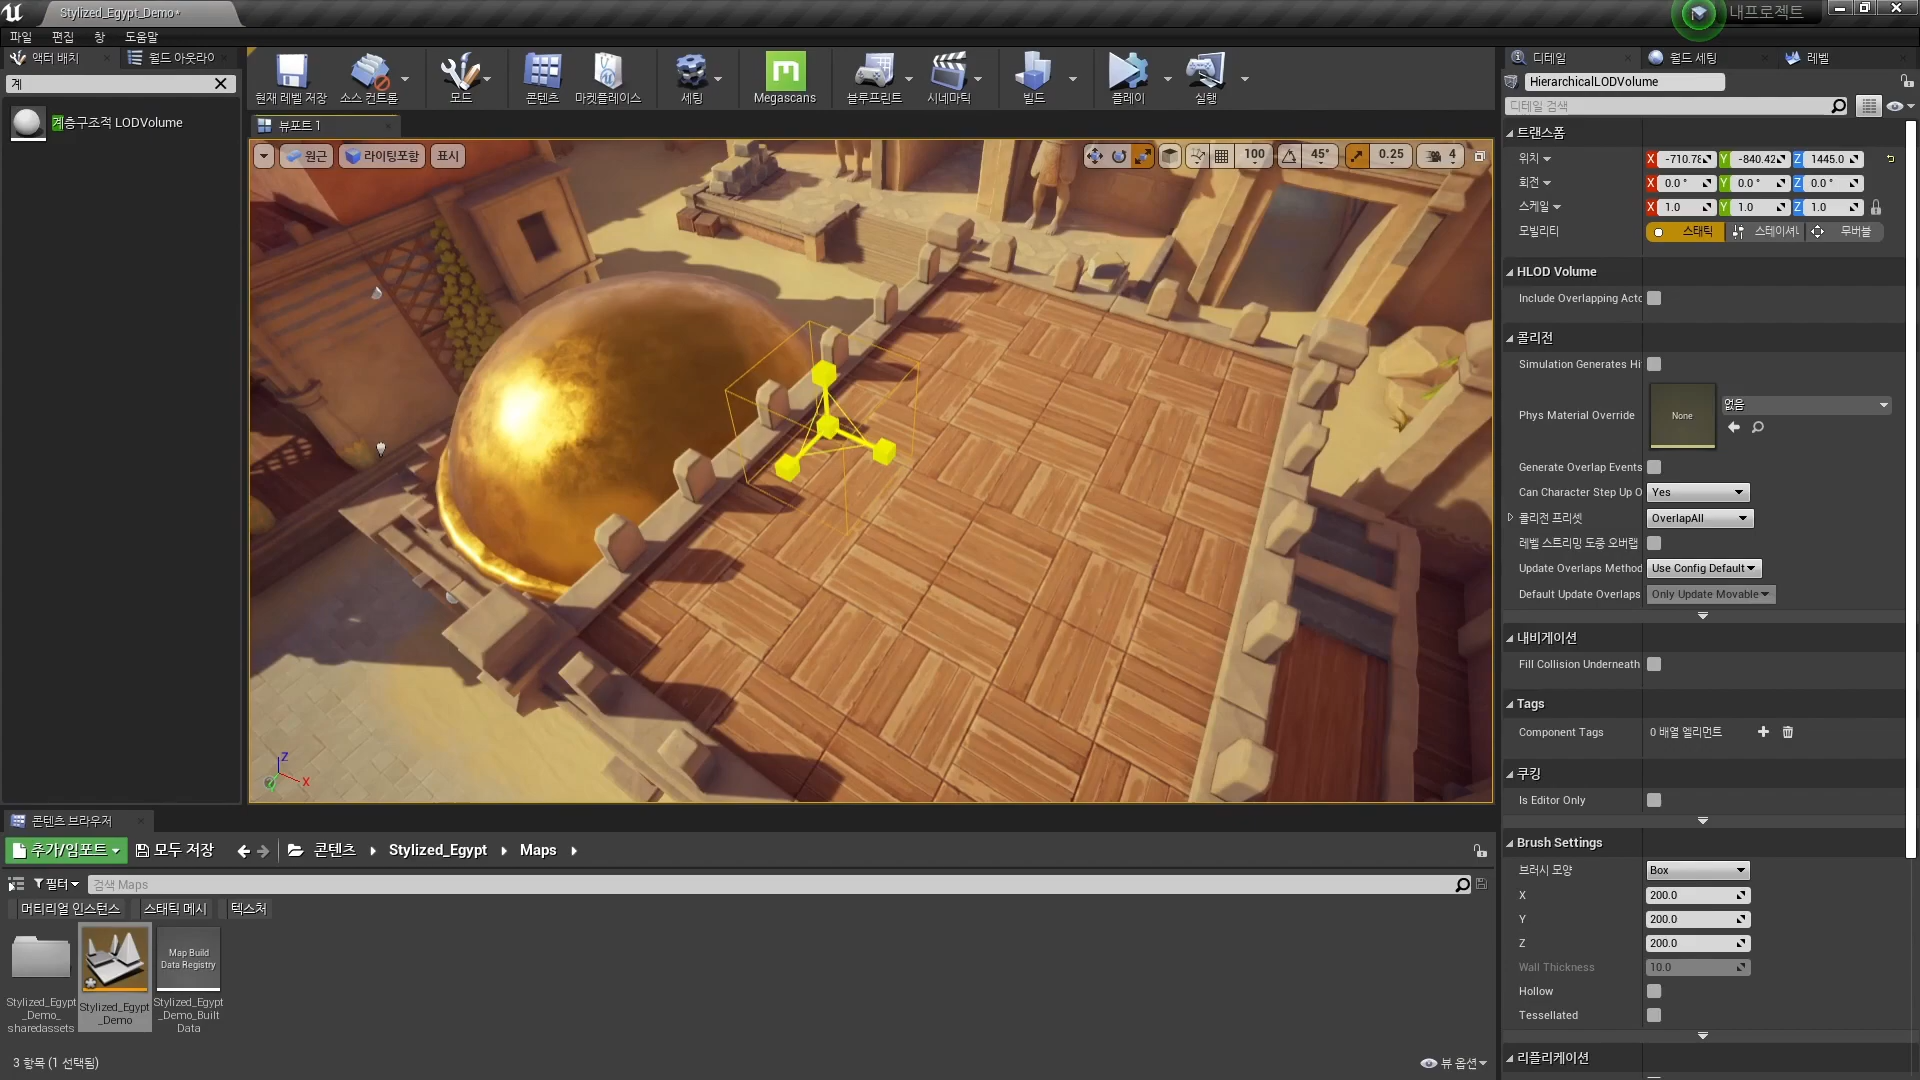 Stylized_Egypt_Demo*
내프로젝트
파일 편집 창 도움말
액터 배치
월드 아웃라이
계
계층구조적 LODVolume
현재 레벨 저장
소스 컨트롤
모드
콘텐츠
마켓플레이스
세팅
Megascans
블루프린트
시네마틱
빌드
플레이
실행
뷰포트 1
원근
라이팅포함
표시
100
45°
0.25
4
Z
X
디테일
월드 세팅
레벨
HierarchicalLODVolume
디테일 검색
트랜스폼
위치 X -710.78 Y -840.42 Z 1445.0
회전 X 0.0 ° Y 0.0 ° Z 0.0 °
스케일 X 1.0 Y 1.0 Z 1.0
모빌리티 스태틱 스테이셔너 무버블
HLOD Volume
Include Overlapping Acto
콜리전
Simulation Generates Hi
Phys Material Override None 없음
Generate Overlap Events
Can Character Step Up O Yes
콜리전 프리셋 OverlapAll
레벨 스트리밍 도중 오버랩
Update Overlaps Method Use Config Default
Default Update Overlaps Only Update Movable
내비게이션
Fill Collision Underneath
Tags
Component Tags 0 배열 엘리먼트
쿠킹
Is Editor Only
Brush Settings
브러시 모양 Box
X 200.0
Y 200.0
Z 200.0
Wall Thickness 10.0
Hollow
Tessellated
리플리케이션
콘텐츠 브라우저
추가/임포트 모두 저장 콘텐츠 Stylized_Egypt Maps
필터 검색 Maps
머티리얼 인스턴스 스태틱 메시 텍스처
Map Build
Data Registry
Stylized_Egypt
_Demo_
sharedassets
Stylized_Egypt
_Demo
Stylized_Egypt
_Demo_Built
Data
3 항목 (1 선택됨)
뷰 옵션